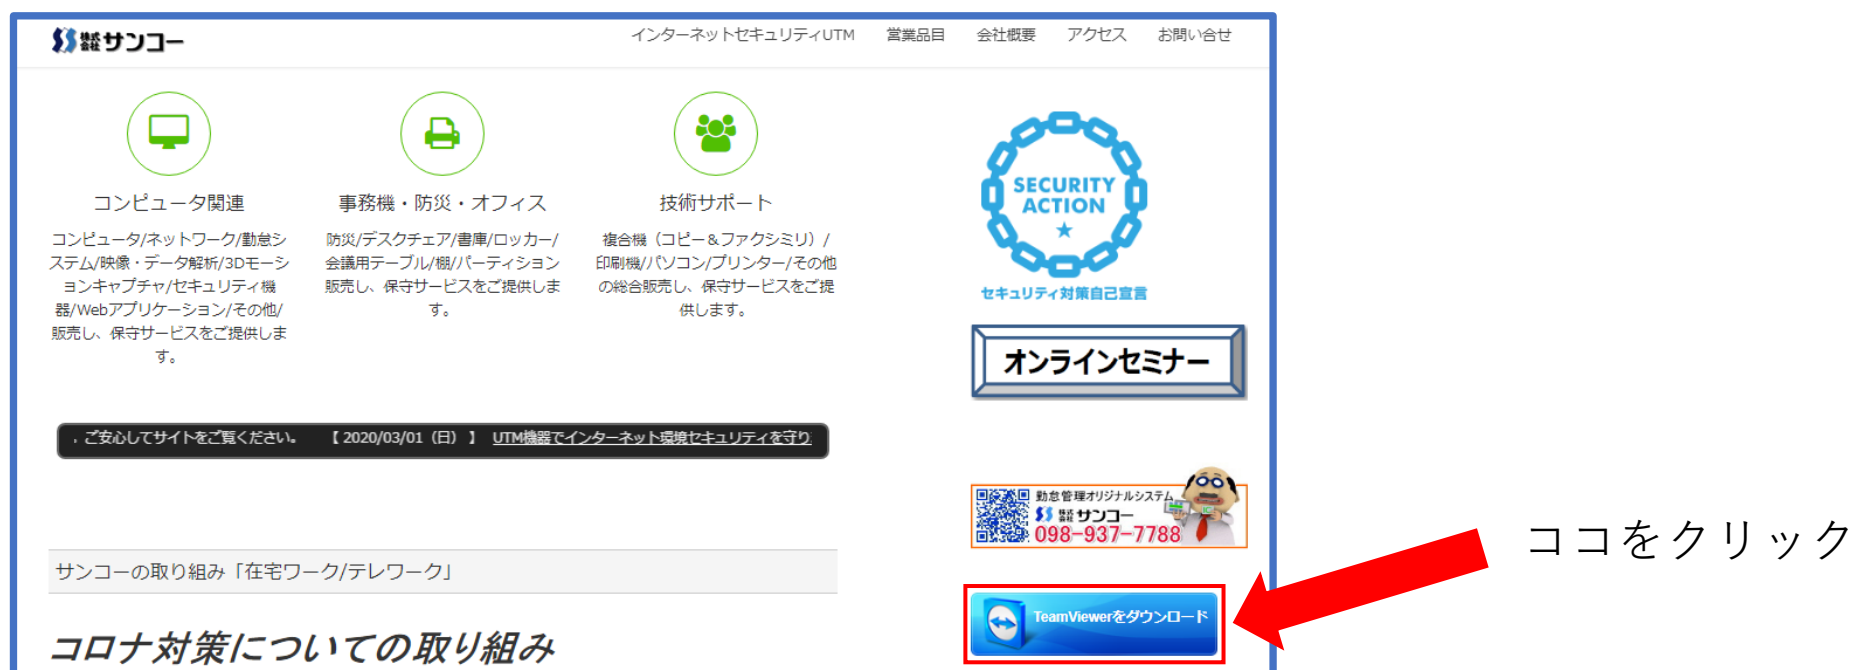 株式会社サンコー
インターネットセキュリティUTM 営業品目 会社概要 アクセス お問い合せ
コンピュータ関連
コンピュータ/ネットワーク/勤怠シ
ステム/映像・データ解析/3Dモーシ
ョンキャプチャ/セキュリティ機
器/Webアプリケーション/その他/
販売し、保守サービスをご提供しま
す。
事務機・防災・オフィス
防災/デスクチェア/書庫/ロッカー/
会議用テーブル/棚/パーティション
販売し、保守サービスをご提供しま
す。
技術サポート
複合機（コピー＆ファクシミリ）/
印刷機/パソコン/プリンター/その他
の総合販売し、保守サービスをご提
供します。
SECURITY
ACTION
セキュリティ対策自己宣言
オンラインセミナー
ご安心してサイトをご覧ください。 【 2020/03/01（日） 】 UTM機器でインターネット環境セキュリティを守り
勤怠管理オリジナルシステム
株式会社サンコー
098-937-7788
ココをクリック
サンコーの取り組み「在宅ワーク/テレワーク」
TeamViewerをダウンロード
コロナ対策についての取り組み